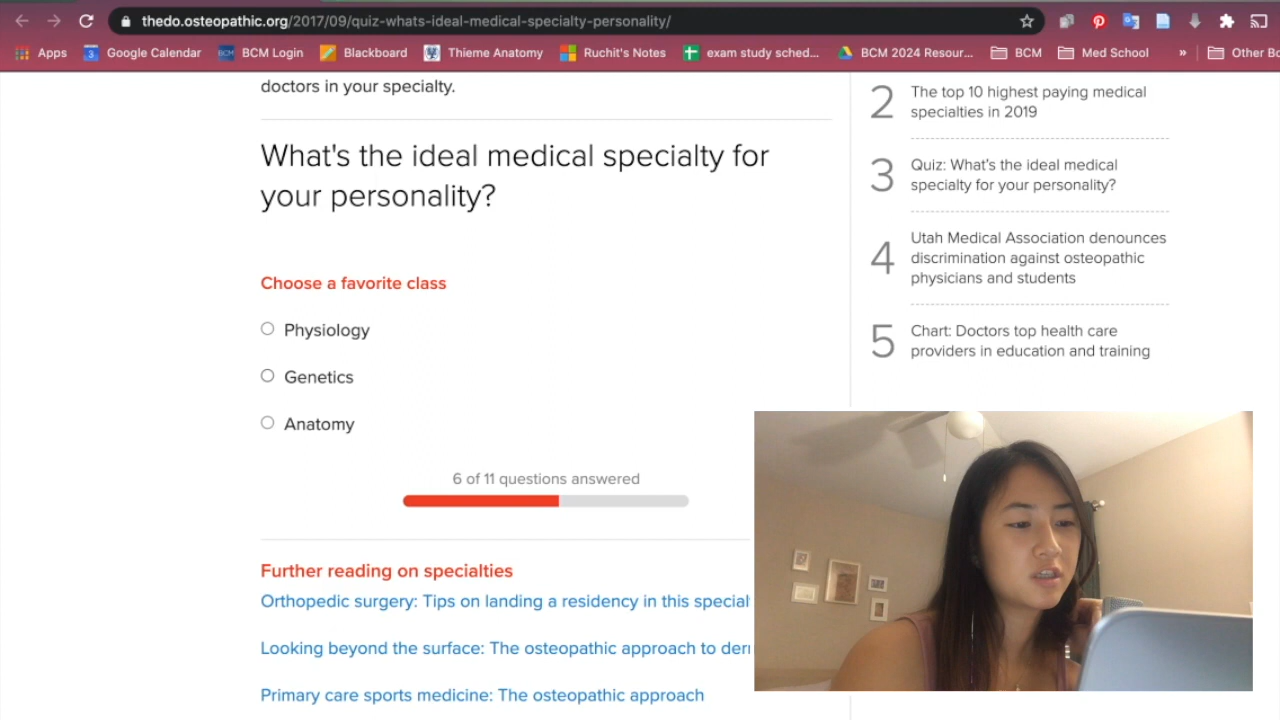 thedo.osteopathic.org/2017/09/quiz-whats-ideal-medical-specialty-personality/
Apps
Google Calendar
BCM Login
Blackboard
Thieme Anatomy
Ruchit's Notes
exam study sched...
BCM 2024 Resour...
BCM
Med School
»
Other Bo
doctors in your specialty.
What's the ideal medical specialty for
your personality?
Choose a favorite class
Physiology
Genetics
Anatomy
6 of 11 questions answered
Further reading on specialties
Orthopedic surgery: Tips on landing a residency in this special
Looking beyond the surface: The osteopathic approach to der
Primary care sports medicine: The osteopathic approach
2
The top 10 highest paying medical
specialties in 2019
3
Quiz: What's the ideal medical
specialty for your personality?
4
Utah Medical Association denounces
discrimination against osteopathic
physicians and students
5
Chart: Doctors top health care
providers in education and training